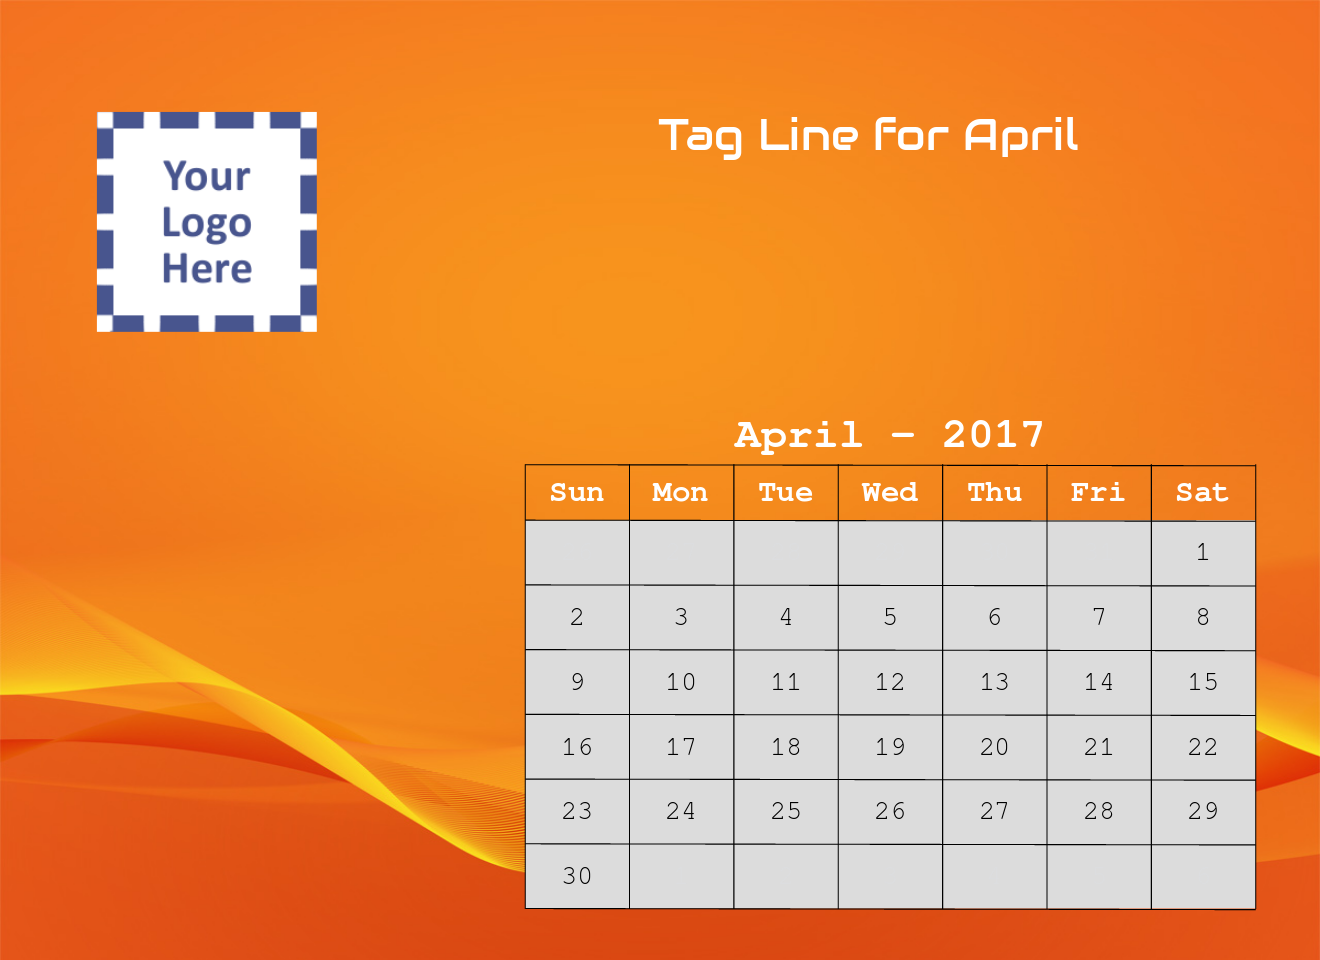 Your
Logo
Here
Tag Line for April
April – 2017
Sun Mon Tue Wed Thu Fri Sat
1
2 3 4 5 6 7 8
9 10 11 12 13 14 15
16 17 18 19 20 21 22
23 24 25 26 27 28 29
30